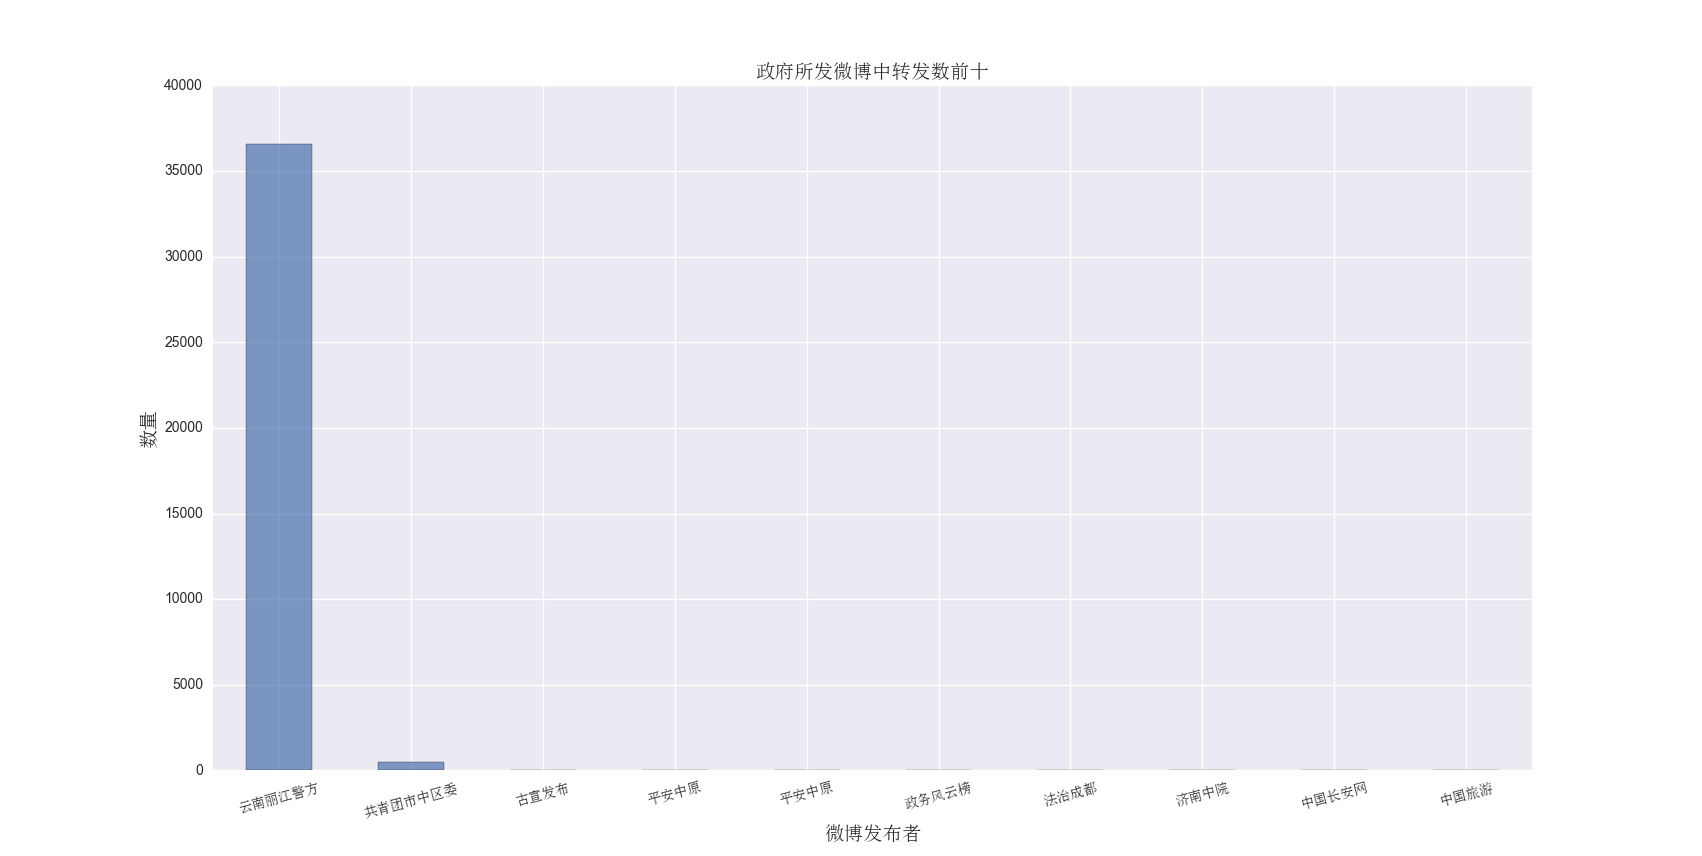 政府所发微博中转发数前十
40000
35000
30000
25000
20000
15000
10000
5000
0
数量
云南丽江警方
共青团市中区委
古宣发布
平安中原
平安中原
政务风云榜
法治成都
济南中院
中国长安网
中国旅游
微博发布者